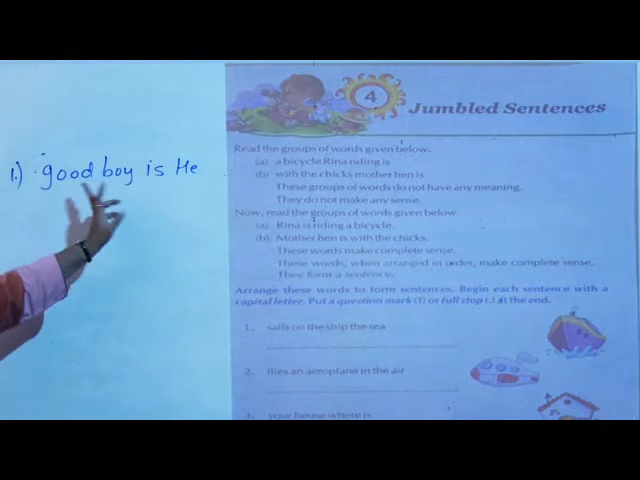 1.) good boy is He
4
Jumbled Sentences
Read the groups of words given below.
(a) a bicycle Rina riding is
(b) with the chicks mother hen is
These groups of words do not have any meaning.
They do not make any sense.
Now, read the groups of words given below.
(a) Rina is riding a bicycle.
(b) Mother hen is with the chicks.
These words make complete sense.
These words, when arranged in order, make complete sense.
They form a sentence.
Arrange these words to form sentences. Begin each sentence with a
capital letter. Put a question mark (?) or full stop (.) at the end.
1. sails on the ship the sea
2. flies an aeroplane in the air
3. your house where is